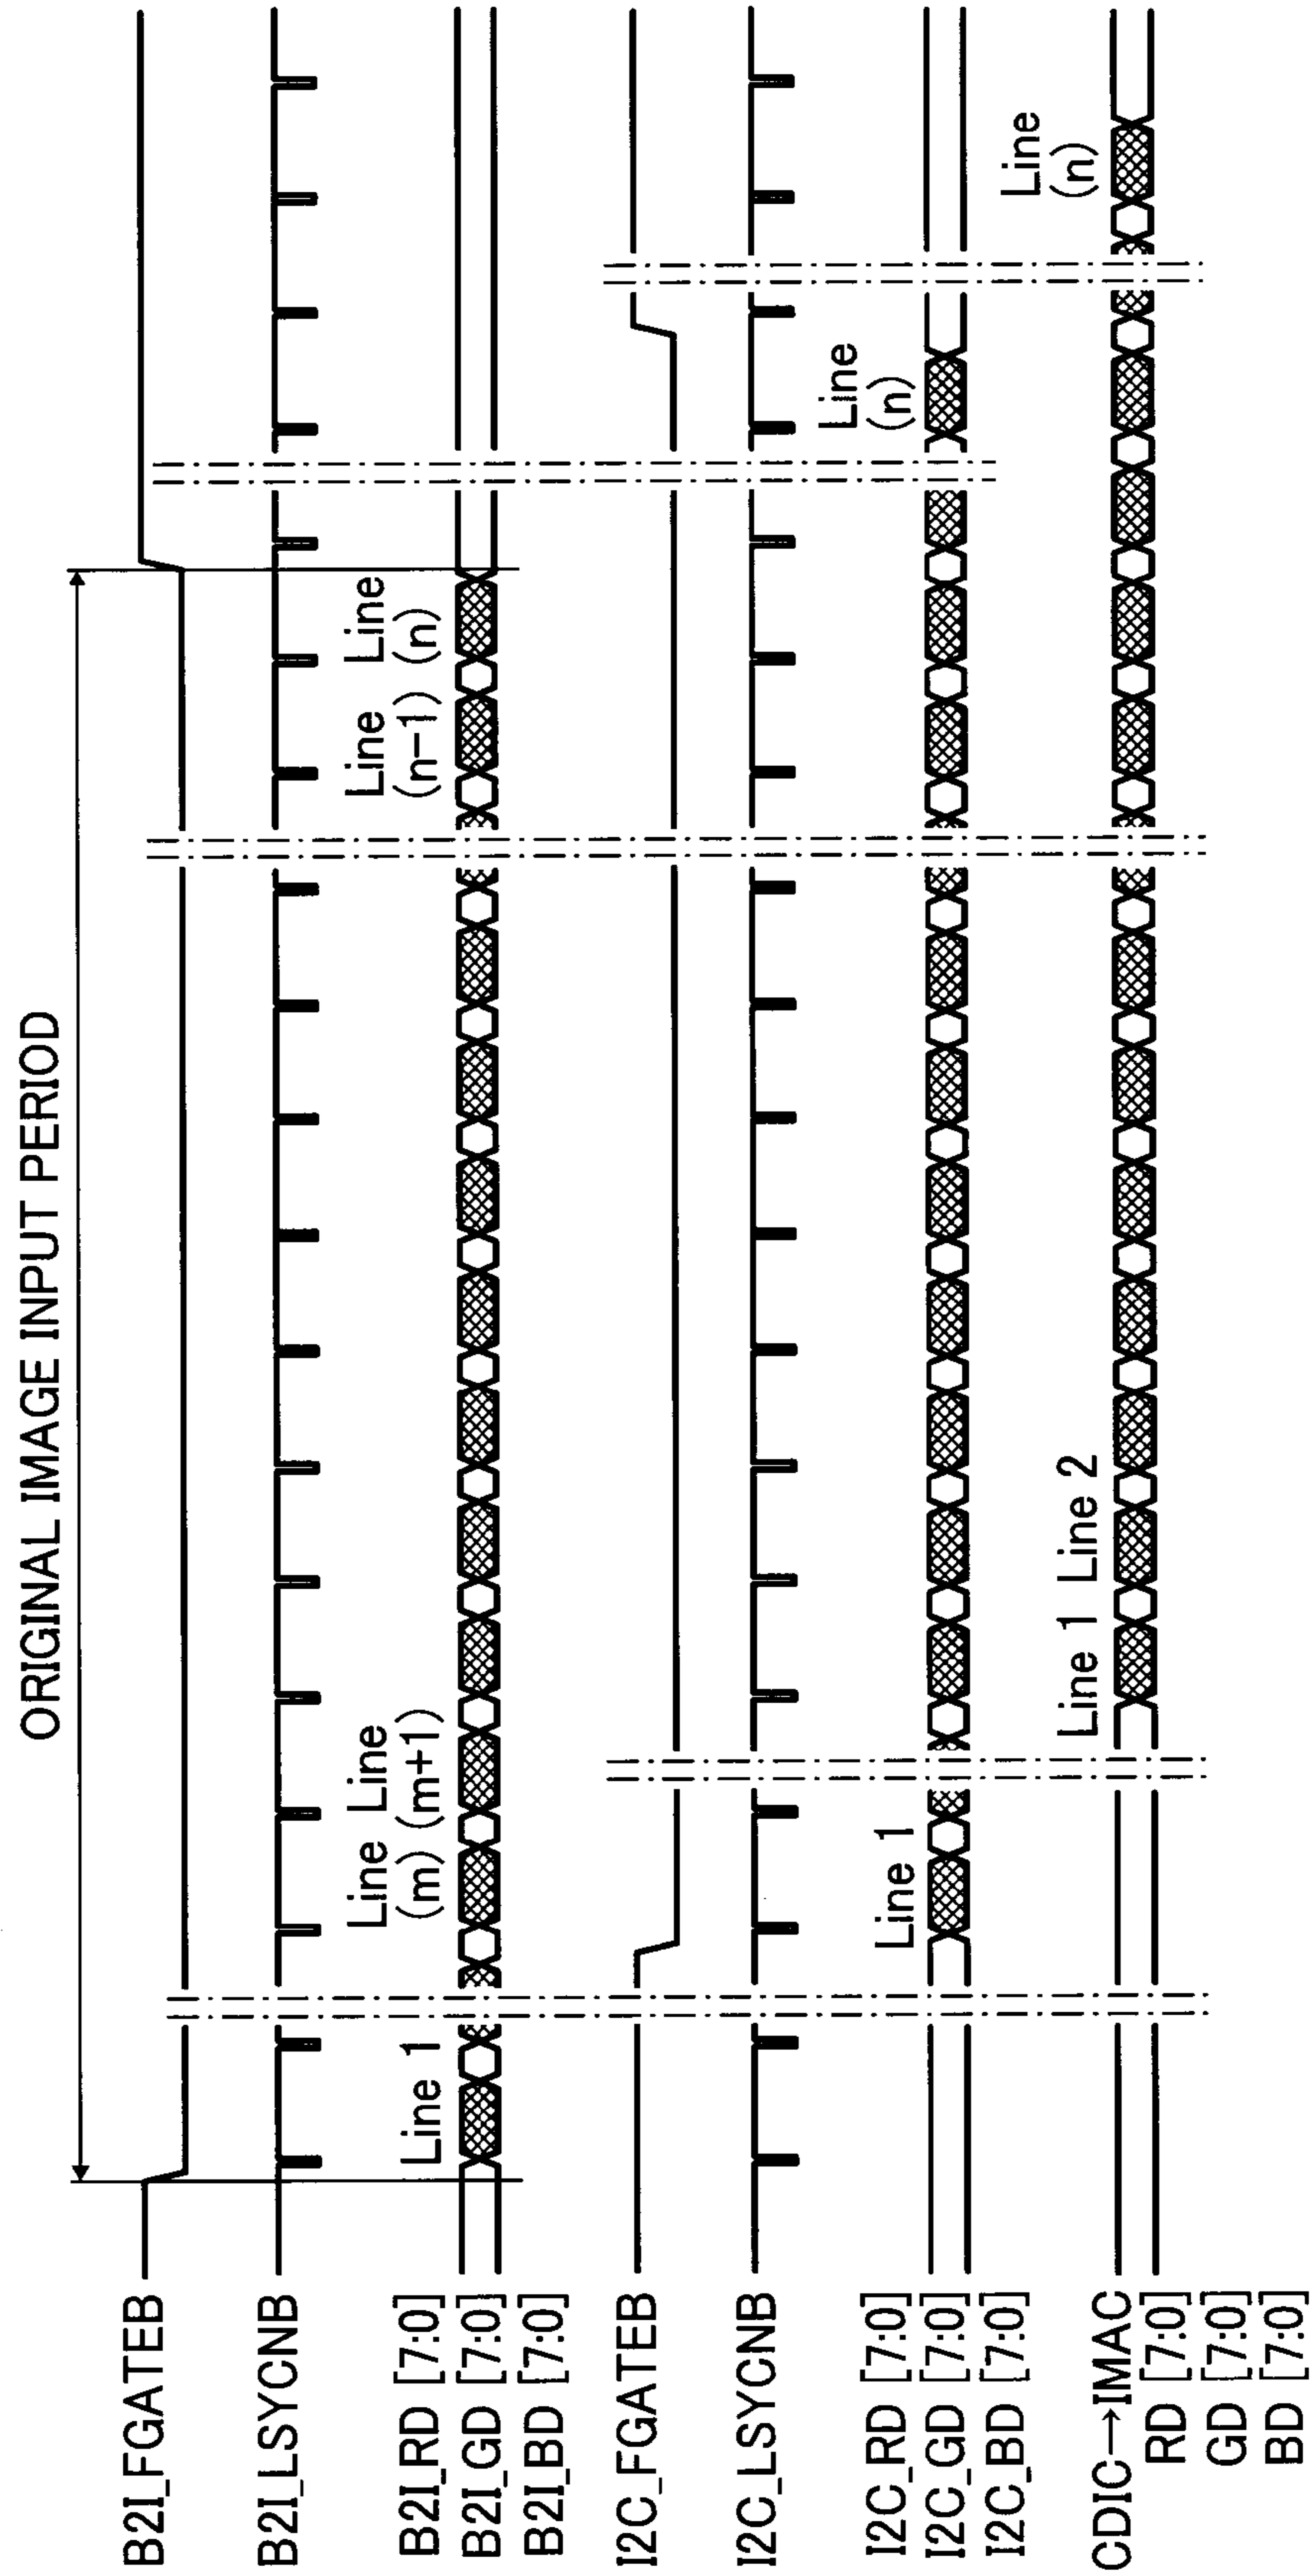 ORIGINAL IMAGE INPUT PERIOD
B2I_FGATEB
B2I_LSYCNB
Line 1
Line (m)
Line (m+1)
Line (n-1)
Line (n)
B2I_RD [7:0]
B2I_GD [7:0]
B2I_BD [7:0]
I2C_FGATEB
I2C_LSYCNB
Line 1
Line (n)
I2C_RD [7:0]
I2C_GD [7:0]
I2C_BD [7:0]
Line 1 Line 2
Line (n)
CDIC→IMAC
RD [7:0]
GD [7:0]
BD [7:0]